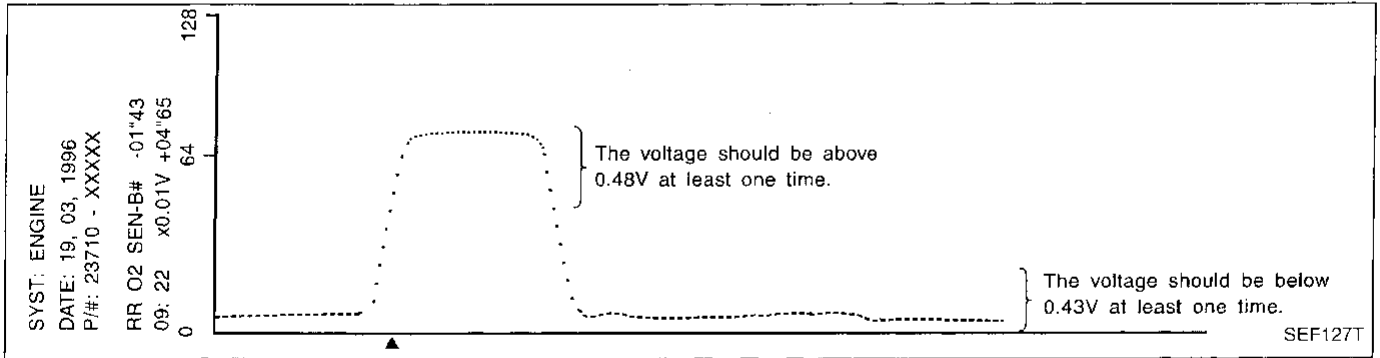 SYST: ENGINE
DATE: 19, 03, 1996
P/#: 23710 - XXXXX
RR O2 SEN-B# -01"43
09: 22 x0.01V +04"65
128
64
0
The voltage should be above
0.48V at least one time.
The voltage should be below
0.43V at least one time.
SEF127T